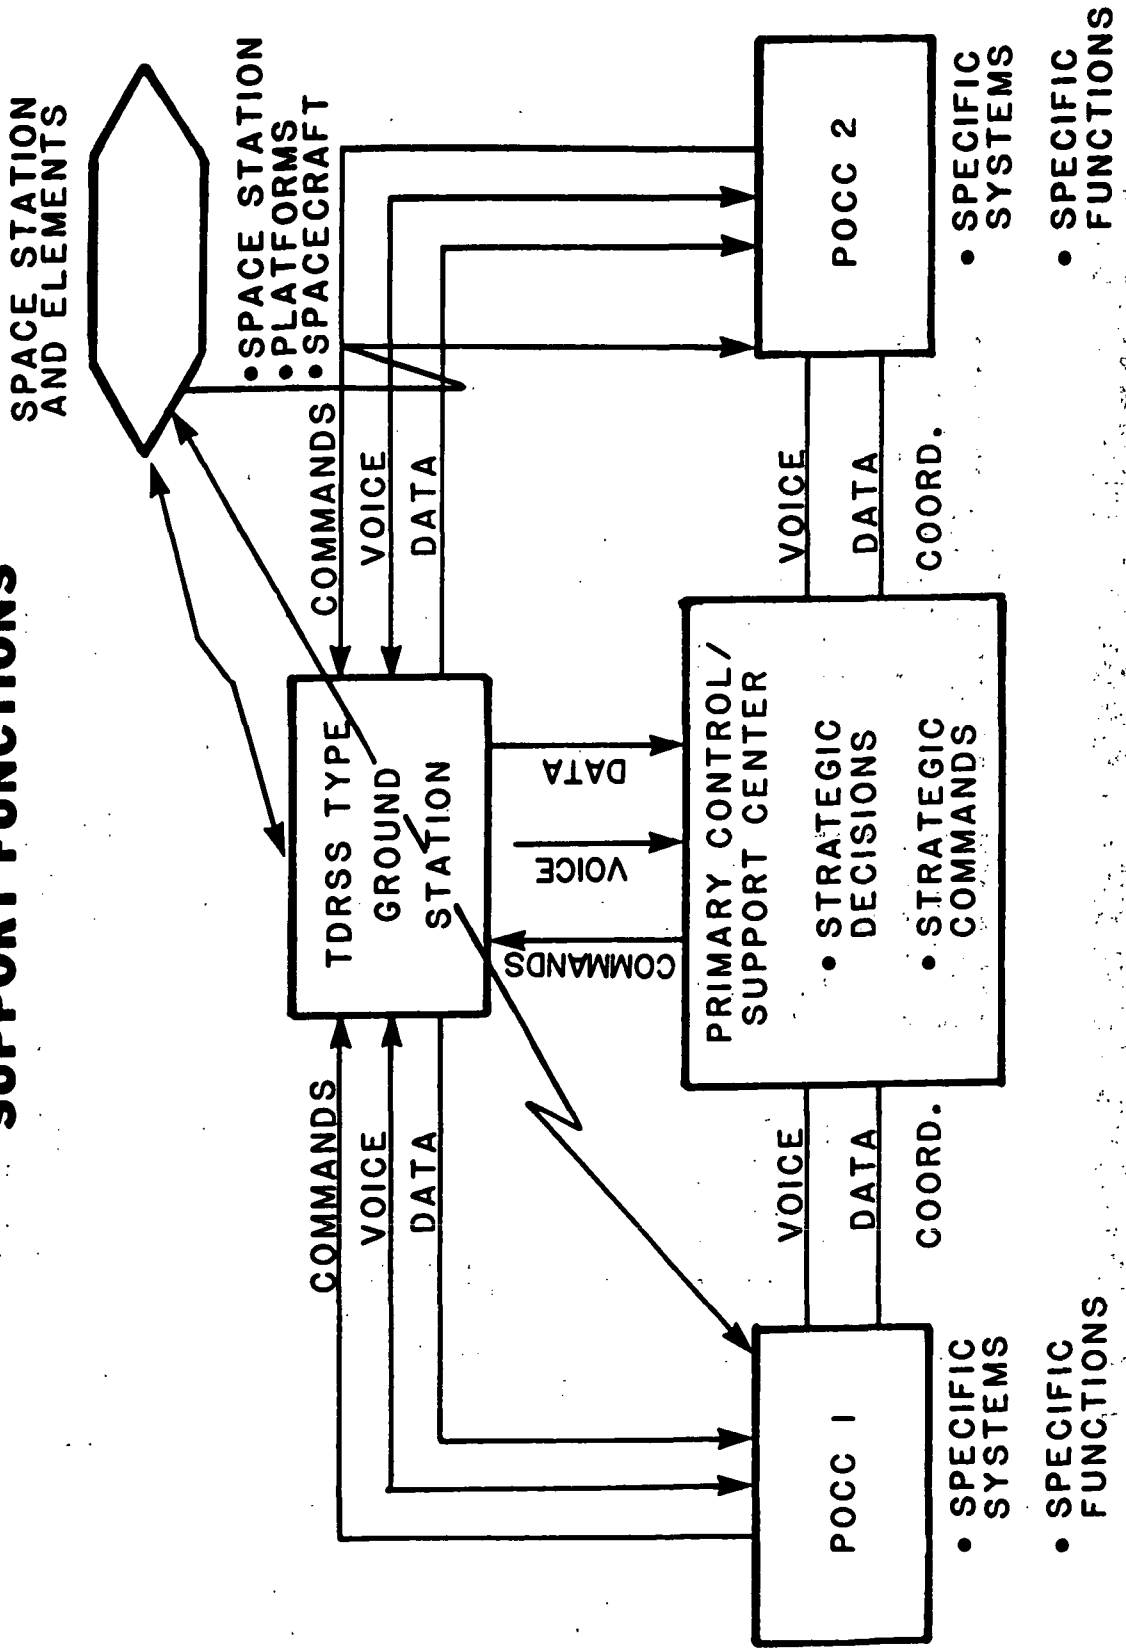 SUPPORT FUNCTIONS
SPACE STATION
AND ELEMENTS
• SPACE STATION
• PLATFORMS
• SPACECRAFT
COMMANDS
VOICE
DATA
TDRSS TYPE
GROUND
STATION
COMMANDS
VOICE
DATA
COMMANDS
VOICE
DATA
POCC 1
• SPECIFIC
SYSTEMS
• SPECIFIC
FUNCTIONS
VOICE
DATA
COORD.
PRIMARY CONTROL/
SUPPORT CENTER
• STRATEGIC
DECISIONS
• STRATEGIC
COMMANDS
VOICE
DATA
COORD.
POCC 2
• SPECIFIC
SYSTEMS
• SPECIFIC
FUNCTIONS